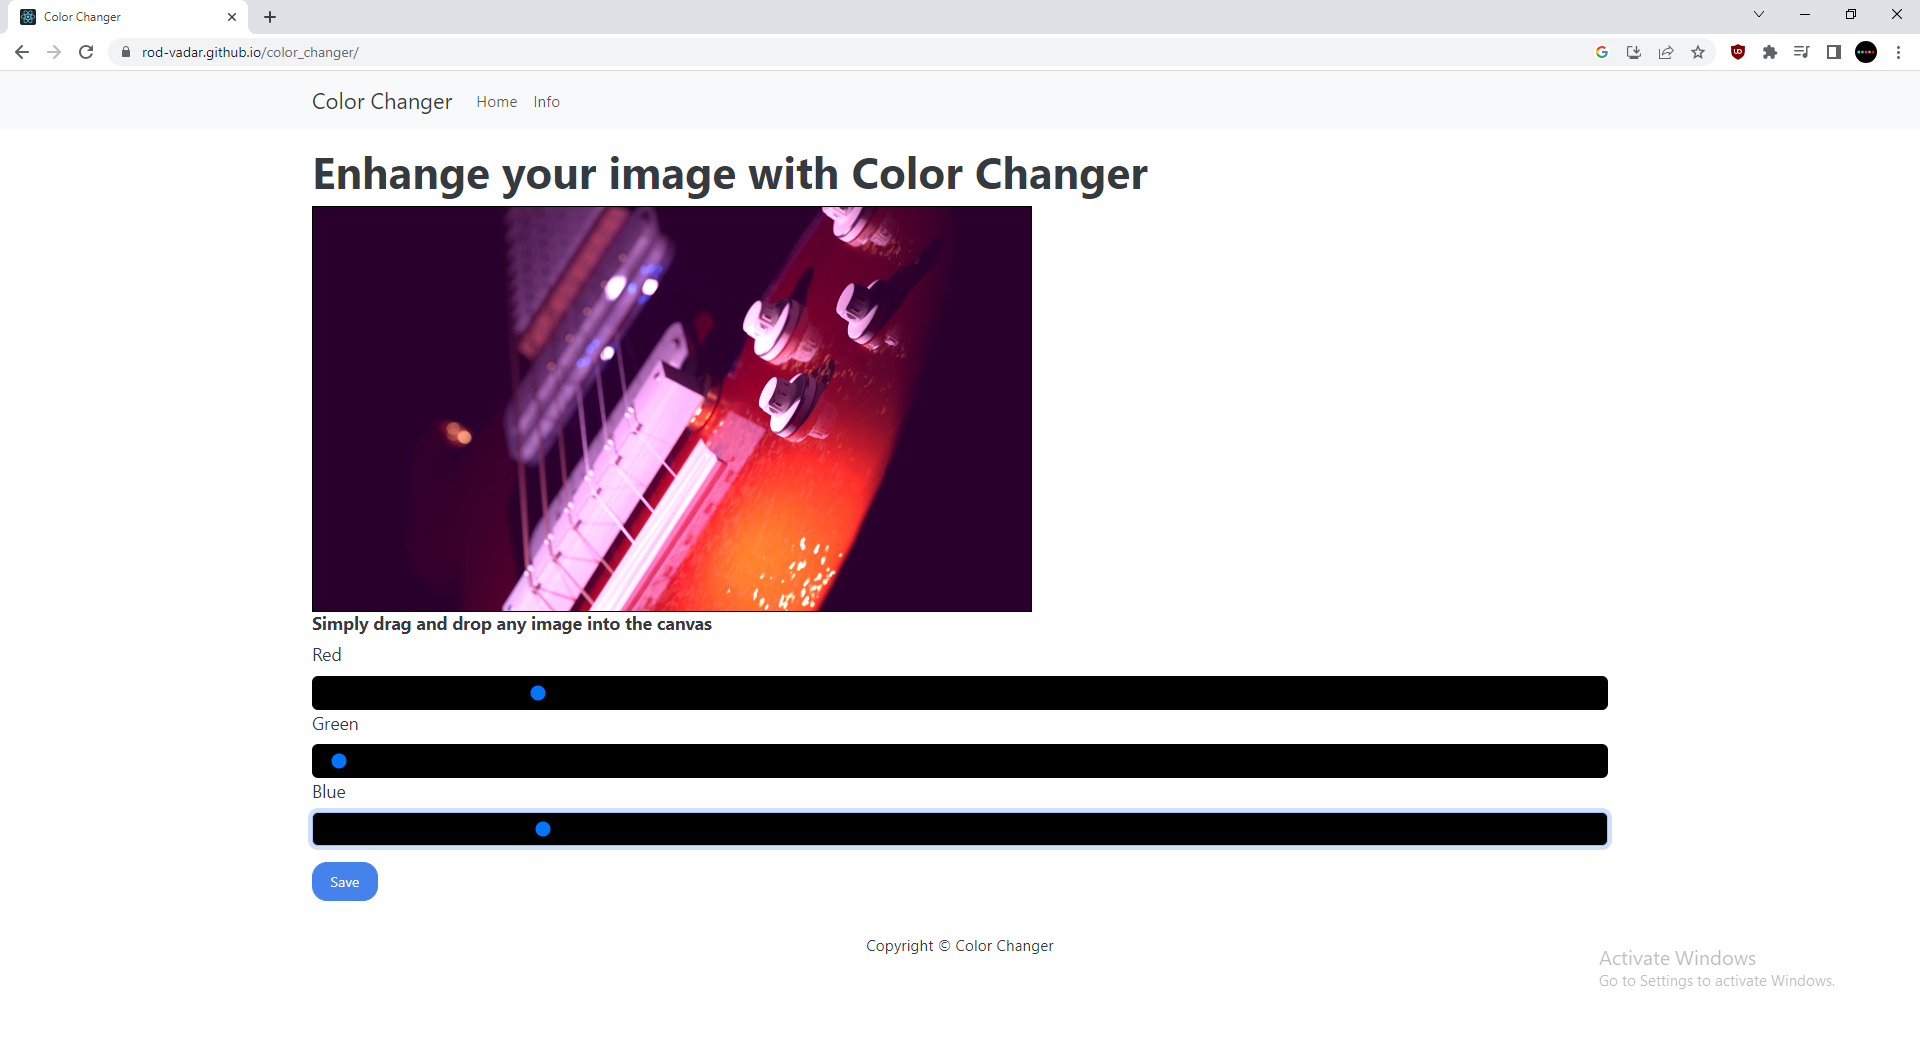 Color Changer
rod-vadar.github.io/color_changer/
Color Changer Home Info
Enhange your image with Color Changer
Simply drag and drop any image into the canvas
Red
Green
Blue
Save
Copyright © Color Changer
Activate Windows
Go to Settings to activate Windows.